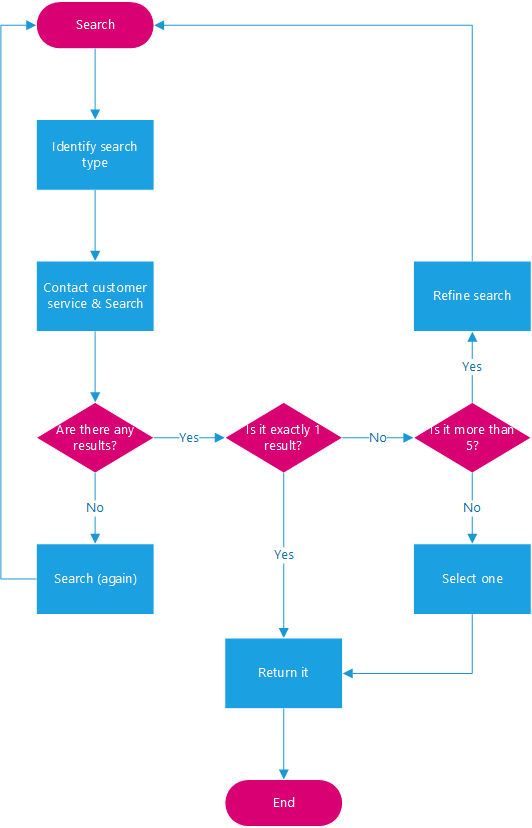 Search
Identify search
type
Contact customer
service & Search
Refine search
Yes
Are there any
results?
Yes
Is it exactly 1
result?
No
Is it more than
5?
No
No
Search (again)
Yes
Select one
Return it
End